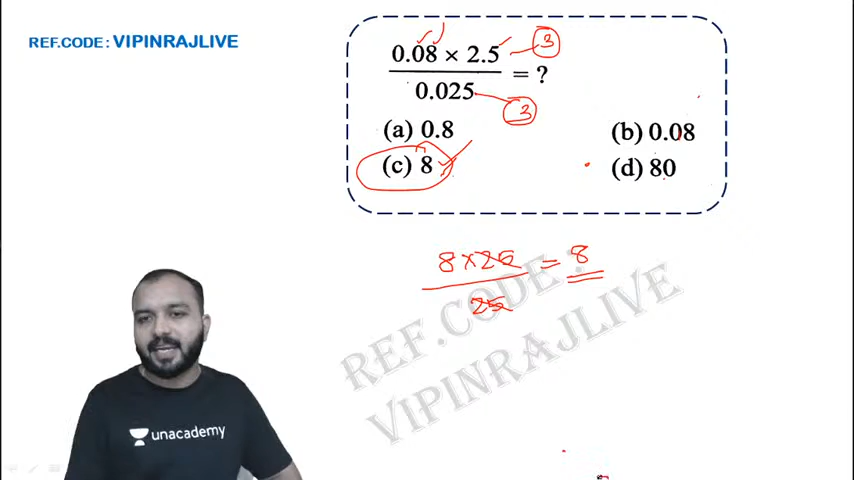 REF.CODE : VIPINRAJLIVE
0.08 × 2.5 3
= ?
0.025 3
(a) 0.8 (b) 0.08
(c) 8 (d) 80
8×25 = 8
25
REF.CODE :
VIPINRAJLIVE
unacademy